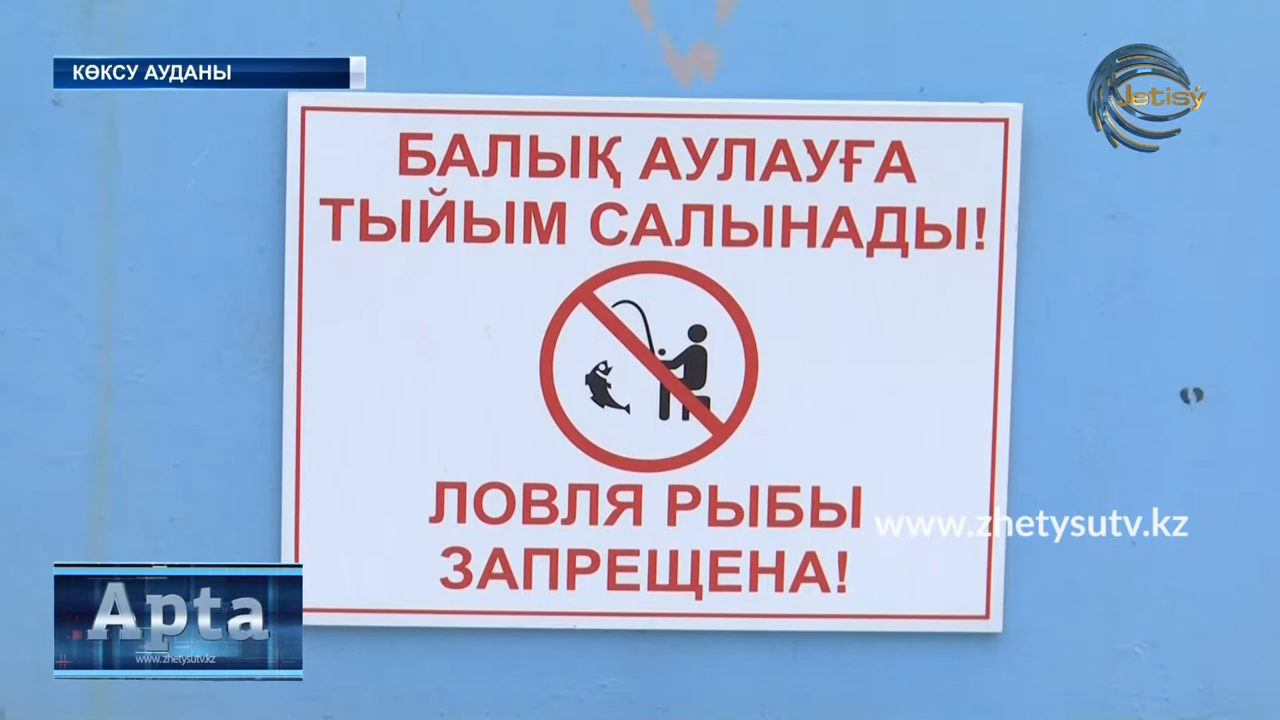 КӨКСУ АУДАНЫ
Jetisý
БАЛЫҚ АУЛАУҒА
ТЫЙЫМ САЛЫНАДЫ!
ЛОВЛЯ РЫБЫ
ЗАПРЕЩЕНА!
www.zhetysutv.kz
Apta
www.zhetysutv.kz